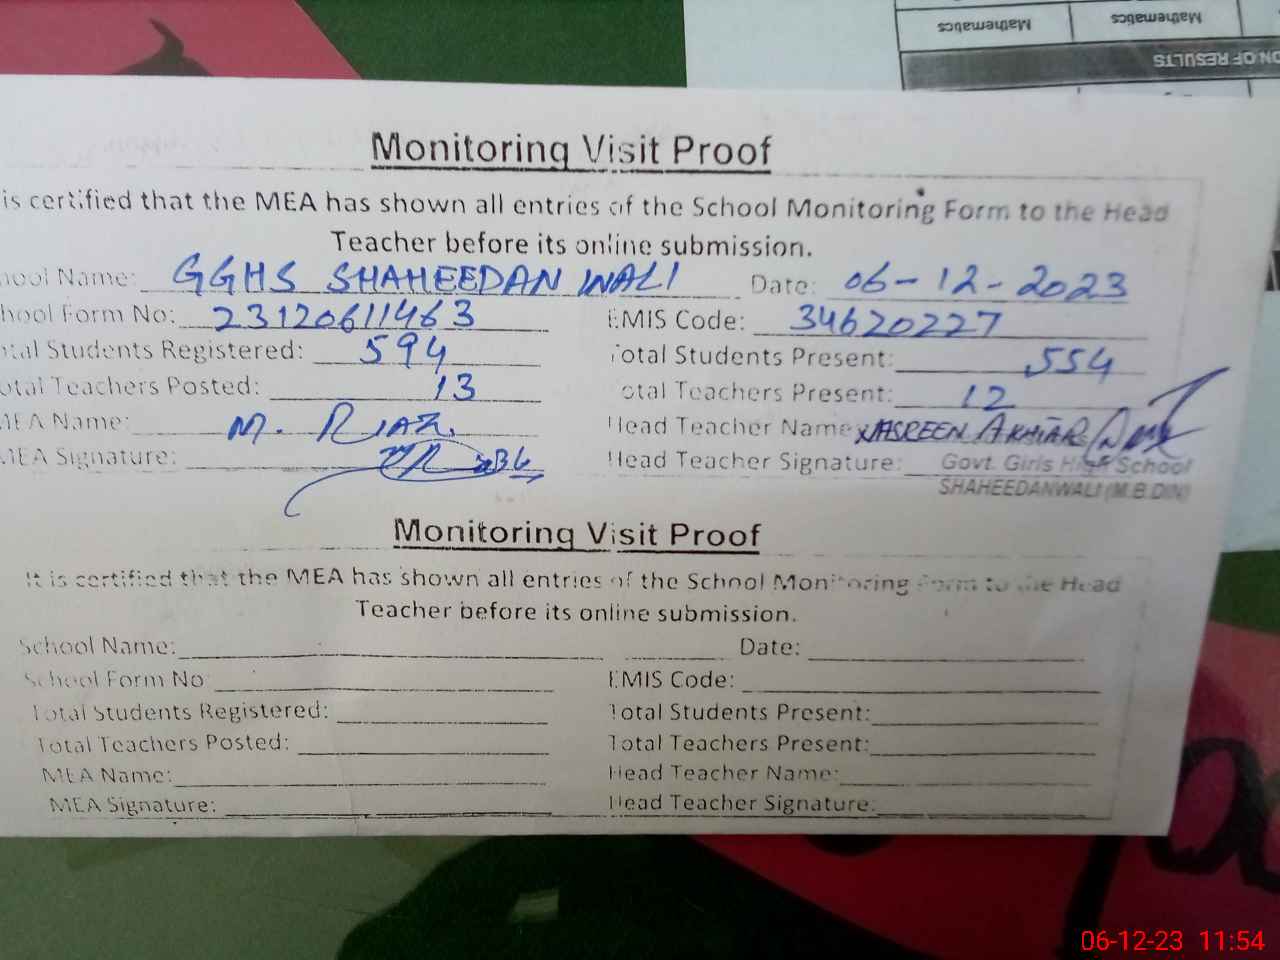 Mathematics Mathematics
ON OF RESULTS
Monitoring Visit Proof
is certified that the MEA has shown all entries of the School Monitoring Form to the Head
Teacher before its online submission.
hool Name: GGHS SHAHEEDAN WALI Date: 06-12-2023
hool Form No: 23120611463 EMIS Code: 34620227
otal Students Registered: 594 Total Students Present: 554
otal Teachers Posted: 13 Total Teachers Present: 12
MEA Name: M. RIAZ Head Teacher Name NASREEN AKHTAR
MEA Signature: Head Teacher Signature: Govt. Girls High School
SHAHEEDANWALI (M.B.DIN)
Monitoring Visit Proof
It is certified that the MEA has shown all entries of the School Monitoring Form to the Head
Teacher before its online submission.
School Name: Date:
School Form No EMIS Code:
Total Students Registered: Total Students Present:
Total Teachers Posted: Total Teachers Present:
MEA Name: Head Teacher Name:
MEA Signature: Head Teacher Signature:
06-12-23 11:54